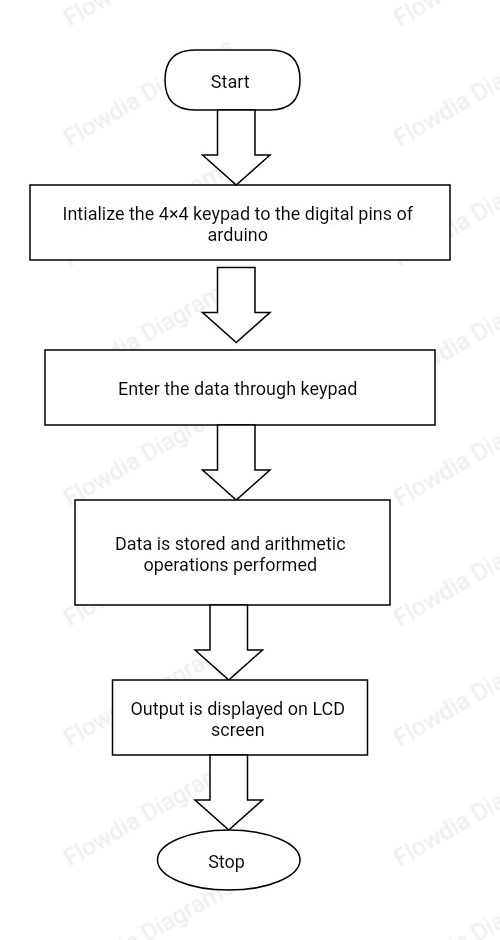 Start
Intialize the 4×4 keypad to the digital pins of
arduino
Enter the data through keypad
Data is stored and arithmetic
operations performed
Output is displayed on LCD
screen
Stop
Flowdia Diagrams